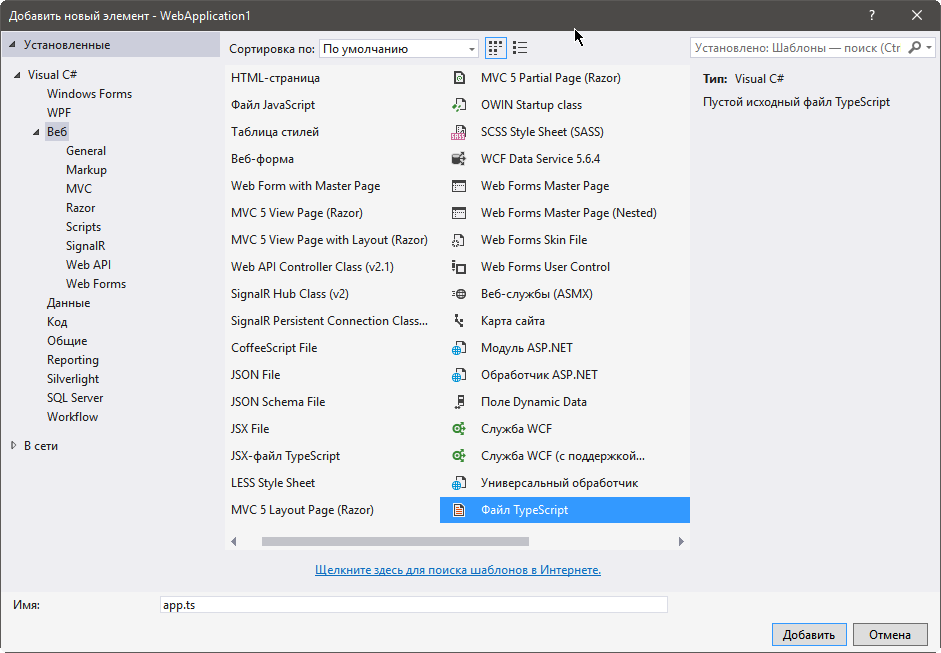 Добавить новый элемент - WebApplication1
?
Установленные
Visual C#
Windows Forms
WPF
Веб
General
Markup
MVC
Razor
Scripts
SignalR
Web API
Web Forms
Данные
Код
Общие
Reporting
Silverlight
SQL Server
Workflow
В сети
Сортировка по: По умолчанию
HTML-страница
Файл JavaScript
Таблица стилей
Веб-форма
Web Form with Master Page
MVC 5 View Page (Razor)
MVC 5 View Page with Layout (Razor)
Web API Controller Class (v2.1)
SignalR Hub Class (v2)
SignalR Persistent Connection Class...
CoffeeScript File
JSON File
JSON Schema File
JSX File
JSX-файл TypeScript
LESS Style Sheet
MVC 5 Layout Page (Razor)
MVC 5 Partial Page (Razor)
OWIN Startup class
SCSS Style Sheet (SASS)
WCF Data Service 5.6.4
Web Forms Master Page
Web Forms Master Page (Nested)
Web Forms Skin File
Web Forms User Control
Веб-службы (ASMX)
Карта сайта
Модуль ASP.NET
Обработчик ASP.NET
Поле Dynamic Data
Служба WCF
Служба WCF (с поддержкой...
Универсальный обработчик
Файл TypeScript
Щелкните здесь для поиска шаблонов в Интернете.
Установлено: Шаблоны — поиск (Ctr
Тип: Visual C#
Пустой исходный файл TypeScript
Имя: app.ts
Добавить Отмена